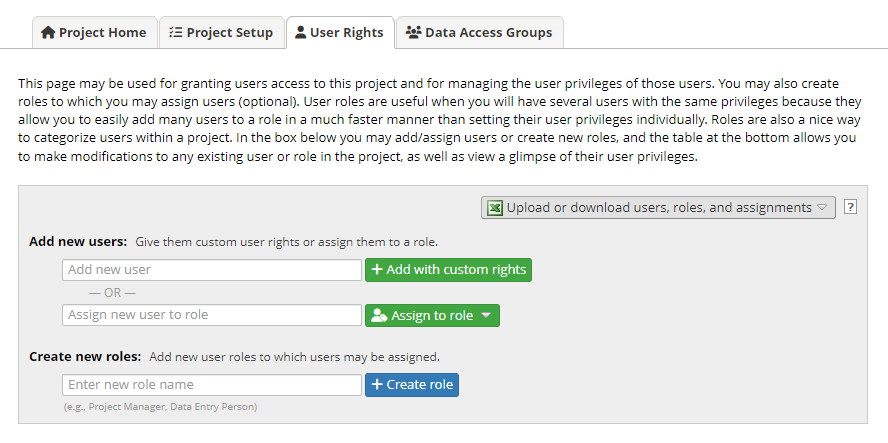 Project Home Project Setup User Rights Data Access Groups
This page may be used for granting users access to this project and for managing the user privileges of those users. You may also create
roles to which you may assign users (optional). User roles are useful when you will have several users with the same privileges because they
allow you to easily add many users to a role in a much faster manner than setting their user privileges individually. Roles are also a nice way
to categorize users within a project. In the box below you may add/assign users or create new roles, and the table at the bottom allows you
to make modifications to any existing user or role in the project, as well as view a glimpse of their user privileges.
Upload or download users, roles, and assignments ?
Add new users: Give them custom user rights or assign them to a role.
Add new user + Add with custom rights
— OR —
Assign new user to role Assign to role
Create new roles: Add new user roles to which users may be assigned.
Enter new role name + Create role
(e.g., Project Manager, Data Entry Person)